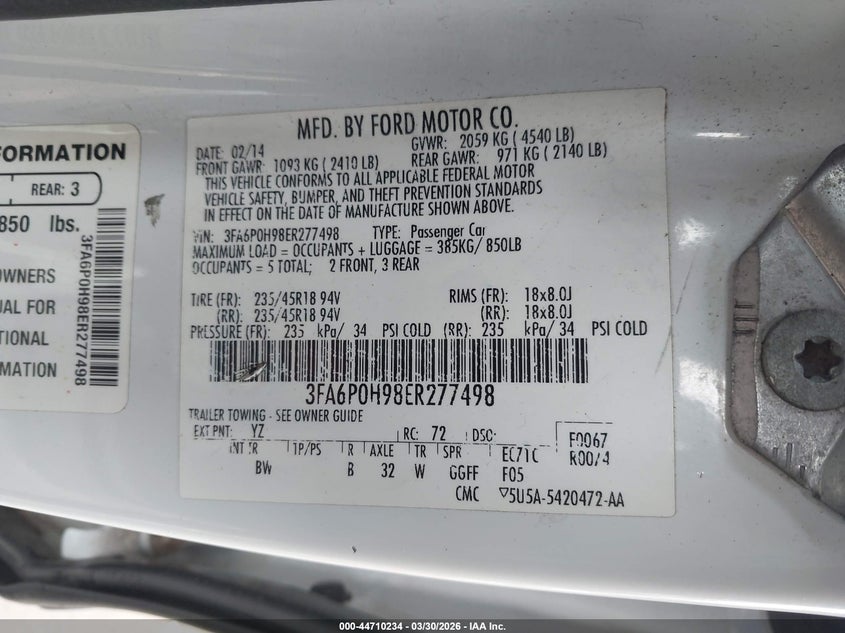 FORMATION
REAR: 3
850 lbs.
OWNERS
UAL FOR
TIONAL
RMATION
3FA6P0H98ER277498
MFD. BY FORD MOTOR CO.
DATE: 02/14 GVWR: 2059 KG ( 4540 LB)
FRONT GAWR: 1093 KG ( 2410 LB) REAR GAWR: 971 KG ( 2140 LB)
THIS VEHICLE CONFORMS TO ALL APPLICABLE FEDERAL MOTOR
VEHICLE SAFETY, BUMPER, AND THEFT PREVENTION STANDARDS
IN EFFECT ON THE DATE OF MANUFACTURE SHOWN ABOVE.
VIN: 3FA6P0H98ER277498 TYPE: Passenger Car
MAXIMUM LOAD = OCCUPANTS + LUGGAGE = 385KG/ 850LB
OCCUPANTS = 5 TOTAL; 2 FRONT, 3 REAR
TIRE (FR): 235/45R18 94V RIMS (FR): 18x8.0J
(RR): 235/45R18 94V (RR): 18x8.0J
PRESSURE (FR): 235 kPa/ 34 PSI COLD (RR): 235 kPa/ 34 PSI COLD
3FA6P0H98ER277498
TRAILER TOWING - SEE OWNER GUIDE
EXT PNT: YZ RC: 72 DSO: F0067
INT TR TP/PS R AXLE TR SPR EC71C
BW B 32 W GGFF F05
CMC ▽5U5A-5420472-AA
000-44710234 - 03/30/2026 - IAA Inc.